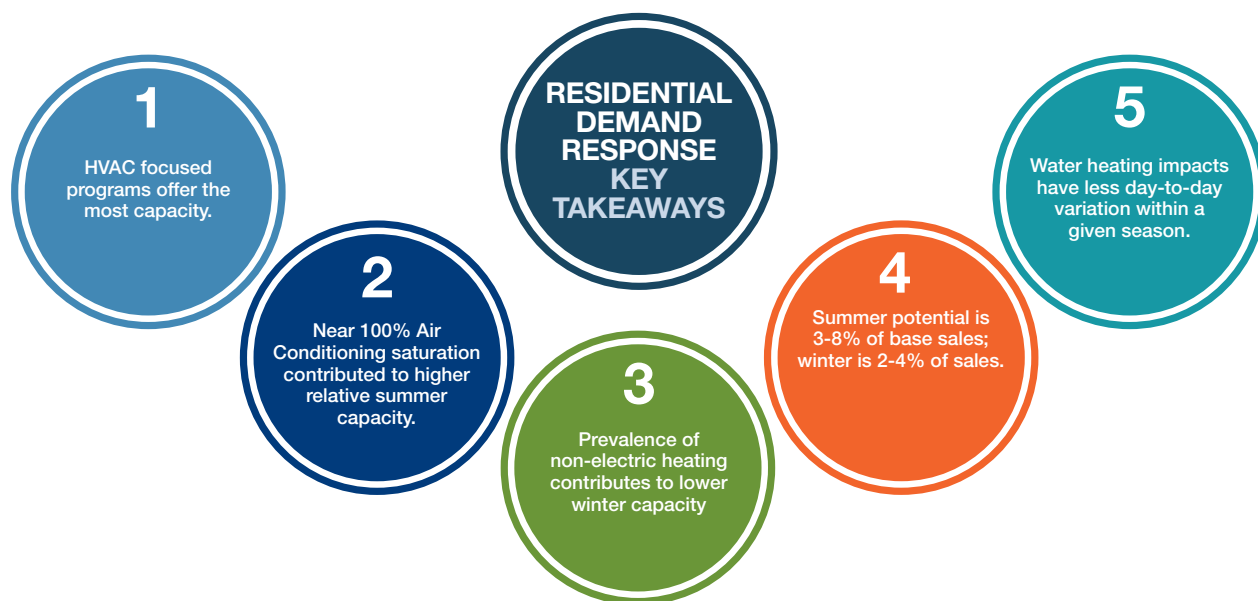 RESIDENTIAL
DEMAND
RESPONSE
KEY
TAKEAWAYS
1
HVAC focused
programs offer the
most capacity.
2
Near 100% Air
Conditioning saturation
contributed to higher
relative summer
capacity.
3
Prevalence of
non-electric heating
contributes to lower
winter capacity
4
Summer potential is
3-8% of base sales;
winter is 2-4% of sales.
5
Water heating impacts
have less day-to-day
variation within a
given season.